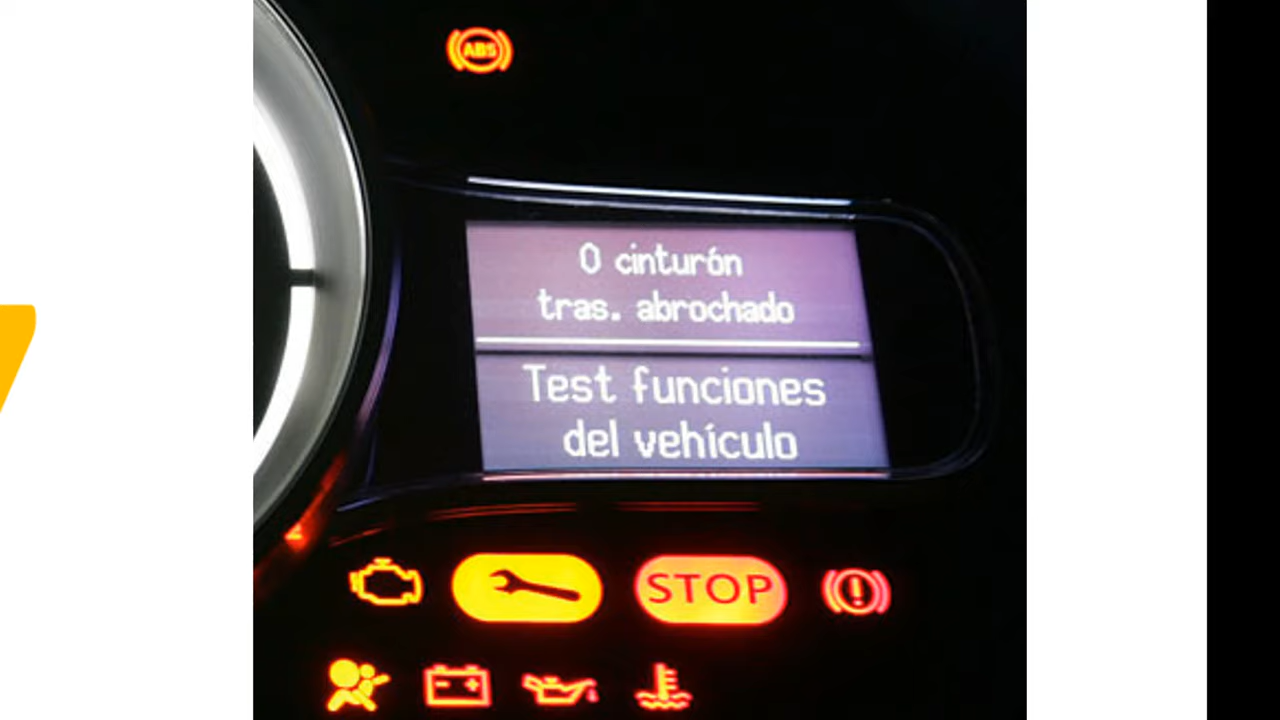 ABS
0 cinturón
tras. abrochado
Test funciones
del vehículo
STOP